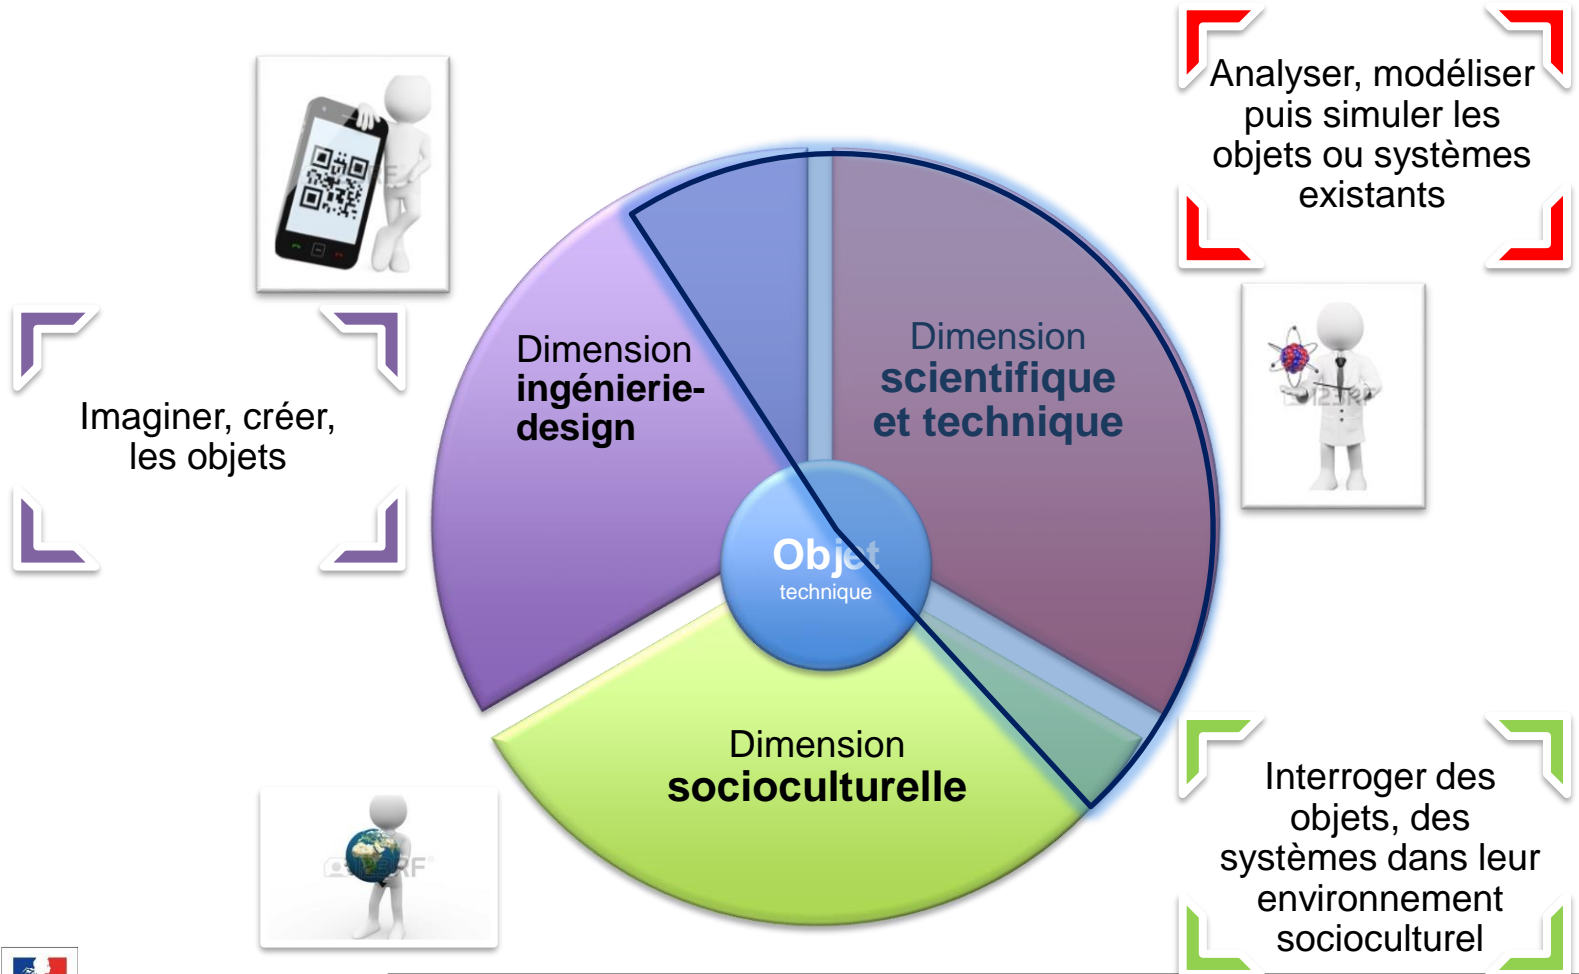 Analyser, modéliser
puis simuler les
objets ou systèmes
existants
Dimension
ingénierie-
design
Dimension
scientifique
et technique
Imaginer, créer,
les objets
Objet
technique
Dimension
socioculturelle
Interroger des
objets, des
systèmes dans leur
environnement
socioculturel